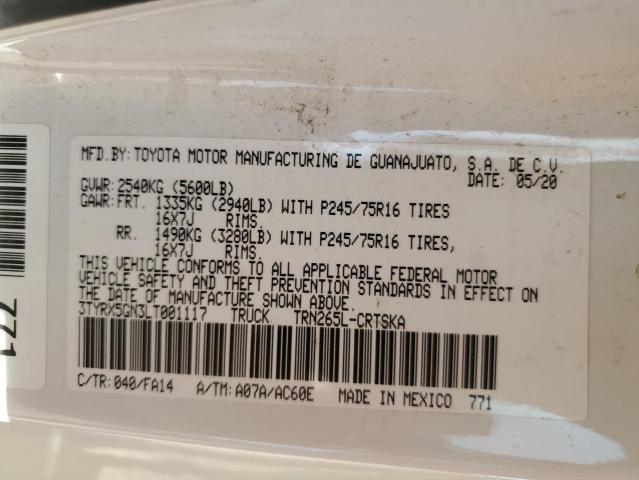 MFD.BY: TOYOTA MOTOR MANUFACTURING DE GUANAJUATO, S.A. DE C.V.
DATE: 05/20
GVWR: 2540KG (5600LB)
GAWR: FRT. 1335KG (2940LB) WITH P245/75R16 TIRES
16X7J RIMS.
RR. 1490KG (3280LB) WITH P245/75R16 TIRES,
16X7J RIMS.
THIS VEHICLE CONFORMS TO ALL APPLICABLE FEDERAL MOTOR
VEHICLE SAFETY AND THEFT PREVENTION STANDARDS IN EFFECT ON
THE DATE OF MANUFACTURE SHOWN ABOVE.
3TYRX5GN3LT001117 TRUCK TRN265L-CRTSKA
C/TR: 040/FA14 A/TM: A07A/AC60E MADE IN MEXICO 771
771